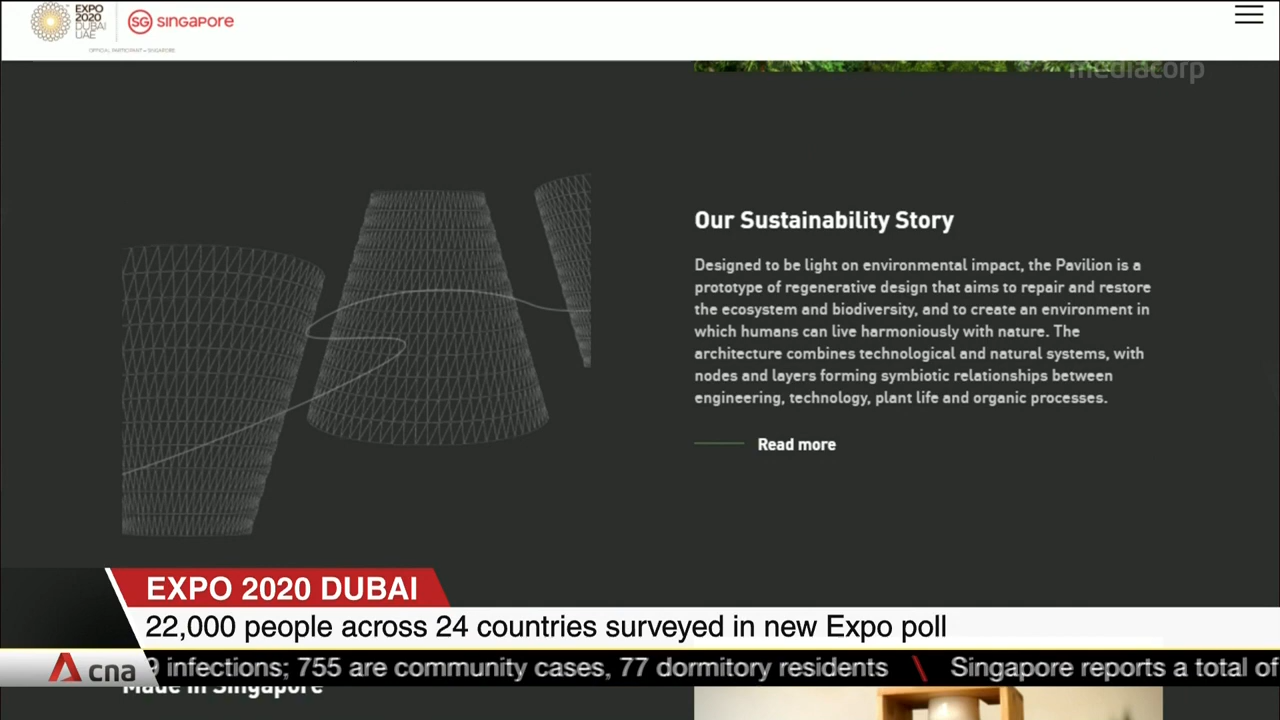 EXPO
2020
DUBAI
UAE
SG SINGAPORE
OFFICIAL PARTICIPANT – SINGAPORE
mediacorp
Our Sustainability Story
Designed to be light on environmental impact, the Pavilion is a
prototype of regenerative design that aims to repair and restore
the ecosystem and biodiversity, and to create an environment in
which humans can live harmoniously with nature. The
architecture combines technological and natural systems, with
nodes and layers forming symbiotic relationships between
engineering, technology, plant life and organic processes.
Read more
EXPO 2020 DUBAI
22,000 people across 24 countries surveyed in new Expo poll
cna
9 infections; 755 are community cases, 77 dormitory residents \ Singapore reports a total of
Made in Singapore